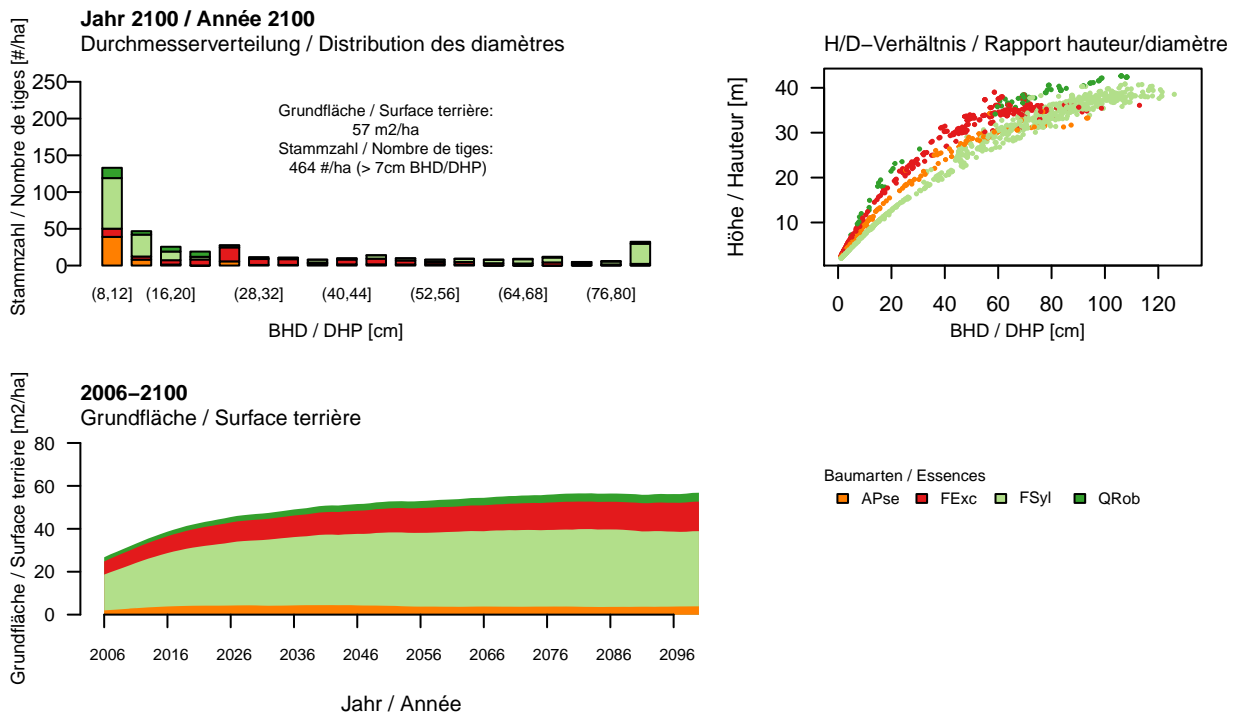 Jahr 2100 / Année 2100
Durchmesserverteilung / Distribution des diamètres
Stammzahl / Nombre de tiges [#/ha]
250
200
150
100
50
0
Grundfläche / Surface terrière:
57 m2/ha
Stammzahl / Nombre de tiges:
464 #/ha (> 7cm BHD/DHP)
(8,12] (16,20] (28,32] (40,44] (52,56] (64,68] (76,80]
BHD / DHP [cm]
H/D−Verhältnis / Rapport hauteur/diamètre
Höhe / Hauteur [m]
40
30
20
10
0 20 40 60 80 100 120
BHD / DHP [cm]
2006−2100
Grundfläche / Surface terrière
Grundfläche / Surface terrière [m2/ha]
80
60
40
20
0
2006 2016 2026 2036 2046 2056 2066 2076 2086 2096
Jahr / Année
Baumarten / Essences
APse FExc FSyl QRob